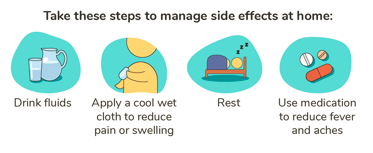 Take these steps to manage side effects at home:
Drink fluids
Apply a cool wet
cloth to reduce
pain or swelling
Rest
Use medication
to reduce fever
and aches